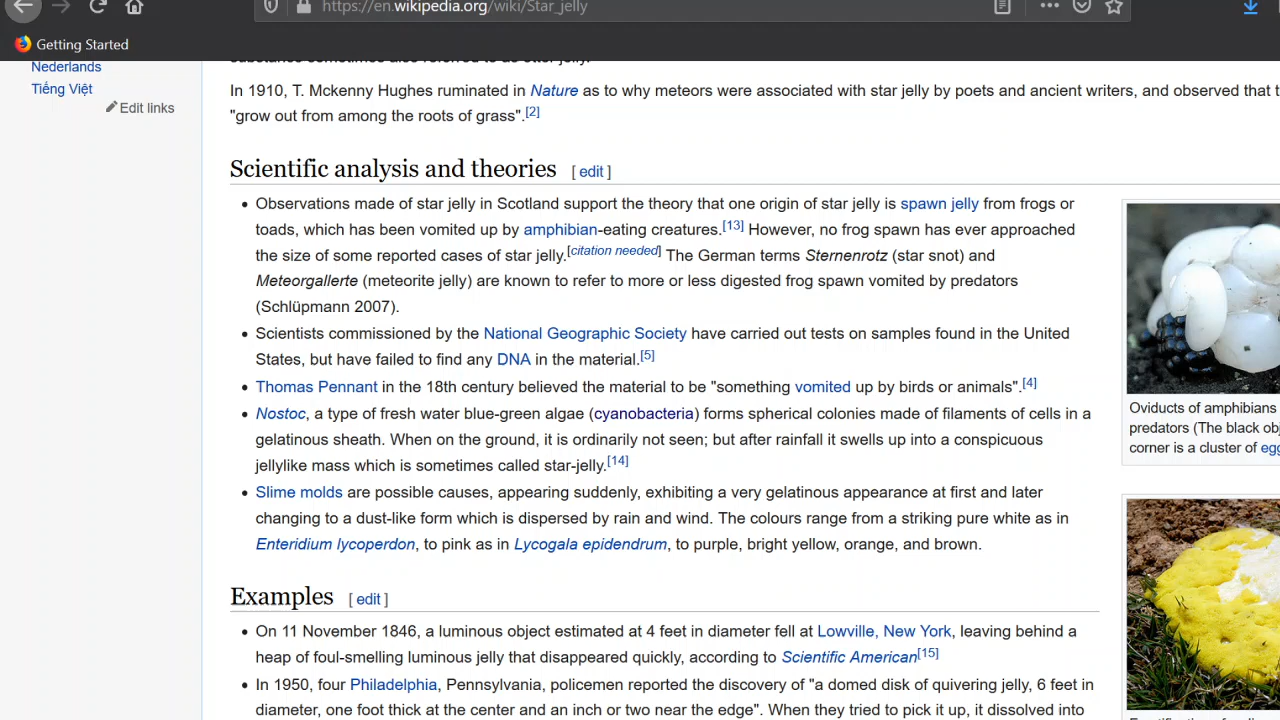 https://en.wikipedia.org/wiki/Star_jelly
Getting Started
Nederlands
Tiếng Việt
Edit links
substance sometimes also referred to as otter jelly.
In 1910, T. Mckenny Hughes ruminated in Nature as to why meteors were associated with star jelly by poets and ancient writers, and observed that
"grow out from among the roots of grass".[2]
Scientific analysis and theories [ edit ]
• Observations made of star jelly in Scotland support the theory that one origin of star jelly is spawn jelly from frogs or
toads, which has been vomited up by amphibian-eating creatures.[13] However, no frog spawn has ever approached
the size of some reported cases of star jelly.[citation needed] The German terms Sternenrotz (star snot) and
Meteorgallerte (meteorite jelly) are known to refer to more or less digested frog spawn vomited by predators
(Schlüpmann 2007).
• Scientists commissioned by the National Geographic Society have carried out tests on samples found in the United
States, but have failed to find any DNA in the material.[5]
• Thomas Pennant in the 18th century believed the material to be "something vomited up by birds or animals".[4]
• Nostoc, a type of fresh water blue-green algae (cyanobacteria) forms spherical colonies made of filaments of cells in a
gelatinous sheath. When on the ground, it is ordinarily not seen; but after rainfall it swells up into a conspicuous
jellylike mass which is sometimes called star-jelly.[14]
• Slime molds are possible causes, appearing suddenly, exhibiting a very gelatinous appearance at first and later
changing to a dust-like form which is dispersed by rain and wind. The colours range from a striking pure white as in
Enteridium lycoperdon, to pink as in Lycogala epidendrum, to purple, bright yellow, orange, and brown.
Oviducts of amphibians
predators (The black
corner is a cluster of
Examples [ edit ]
• On 11 November 1846, a luminous object estimated at 4 feet in diameter fell at Lowville, New York, leaving behind a
heap of foul-smelling luminous jelly that disappeared quickly, according to Scientific American[15]
• In 1950, four Philadelphia, Pennsylvania, policemen reported the discovery of "a domed disk of quivering jelly, 6 feet in
diameter, one foot thick at the center and an inch or two near the edge". When they tried to pick it up, it dissolved into